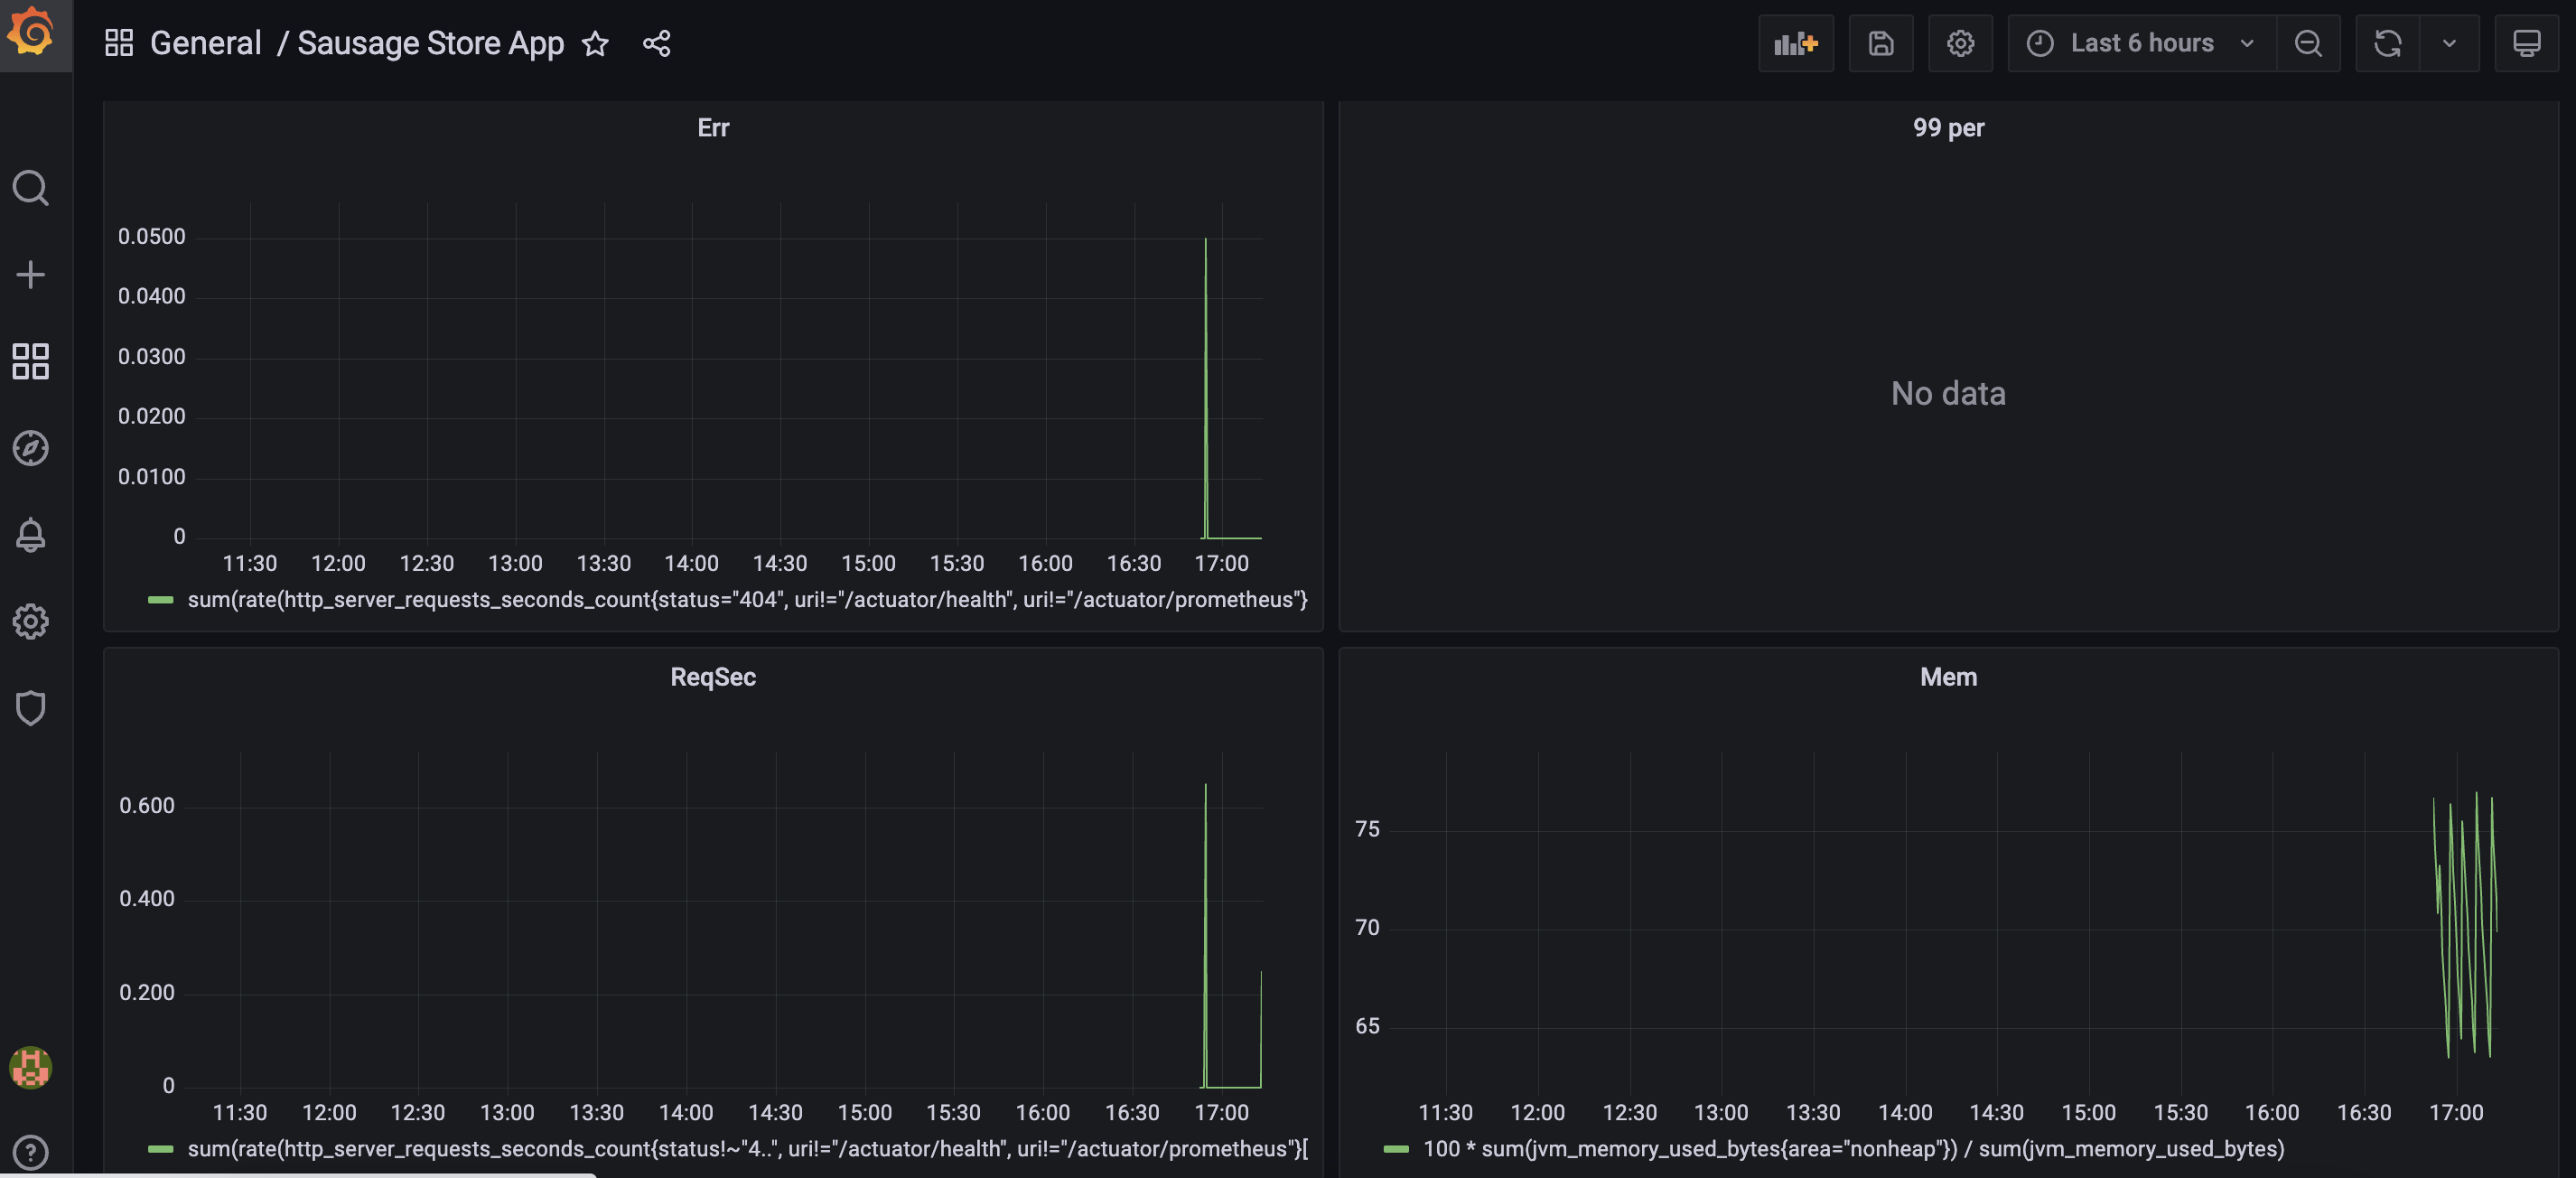 General / Sausage Store App
Last 6 hours
Err
0.0500
0.0400
0.0300
0.0200
0.0100
0
11:30 12:00 12:30 13:00 13:30 14:00 14:30 15:00 15:30 16:00 16:30 17:00
sum(rate(http_server_requests_seconds_count{status="404", uri!="/actuator/health", uri!="/actuator/prometheus"}
99 per
No data
ReqSec
0.600
0.400
0.200
0
11:30 12:00 12:30 13:00 13:30 14:00 14:30 15:00 15:30 16:00 16:30 17:00
sum(rate(http_server_requests_seconds_count{status!~"4..", uri!="/actuator/health", uri!="/actuator/prometheus"}[
Mem
75
70
65
11:30 12:00 12:30 13:00 13:30 14:00 14:30 15:00 15:30 16:00 16:30 17:00
100 * sum(jvm_memory_used_bytes{area="nonheap"}) / sum(jvm_memory_used_bytes)